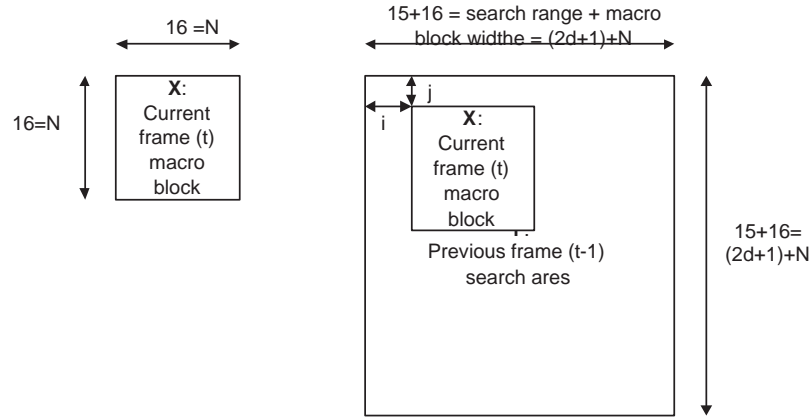 16 =N
16=N
X:
Current
frame (t)
macro
block
15+16 = search range + macro
block widthe = (2d+1)+N
j
i
X:
Current
frame (t)
macro
block
Previous frame (t-1)
search ares
15+16=
(2d+1)+N